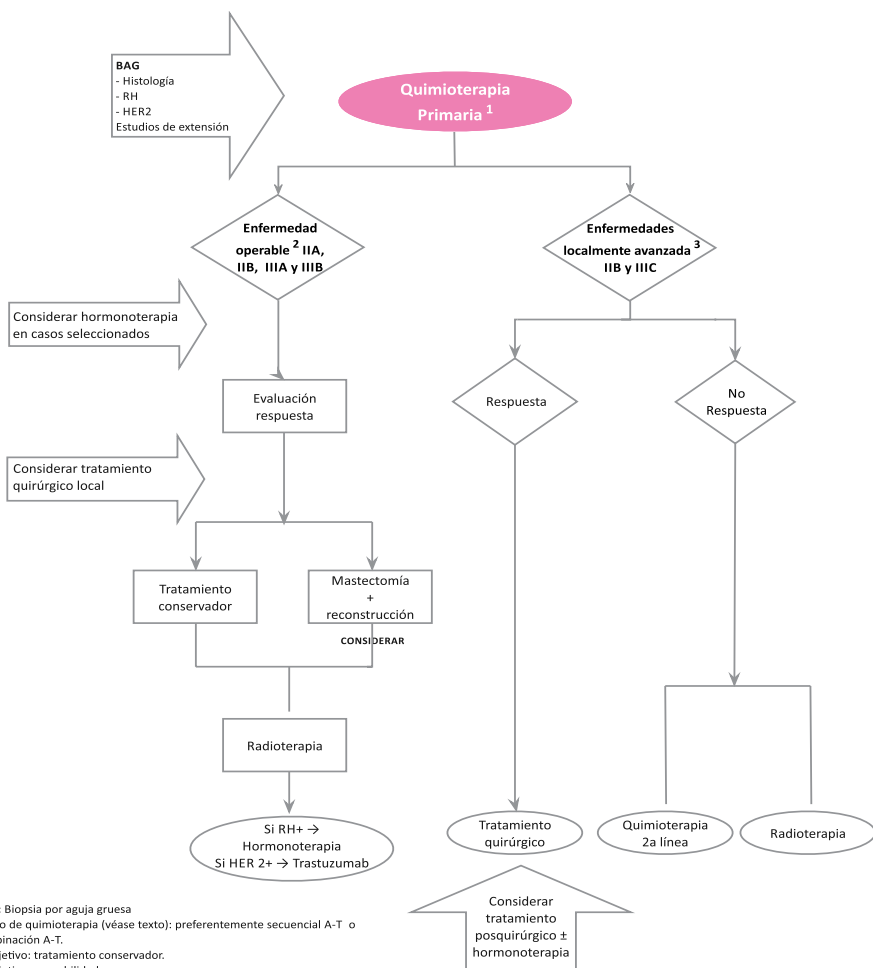 BAG
- Histología
- RH
- HER2
Estudios de extensión
Quimioterapia
Primaria 1
Enfermedad
operable 2 IIA,
IIB, IIIA y IIIB
Enfermedades
localmente avanzada 3
IIB y IIIC
Considerar hormonoterapia
en casos seleccionados
Evaluación
respuesta
Respuesta
No
Respuesta
Considerar tratamiento
quirúrgico local
Tratamiento
conservador
Mastectomía
+
reconstrucción
CONSIDERAR
Radioterapia
Si RH+ →
Hormonoterapia
Si HER 2+ → Trastuzumab
Tratamiento
quirúrgico
Quimioterapia
2a línea
Radioterapia
Considerar
tratamiento
posquirúrgico ±
hormonoterapia
: Biopsia por aguja gruesa
o de quimioterapia (véase texto): preferentemente secuencial A-T o
binación A-T.
jetivo: tratamiento conservador.